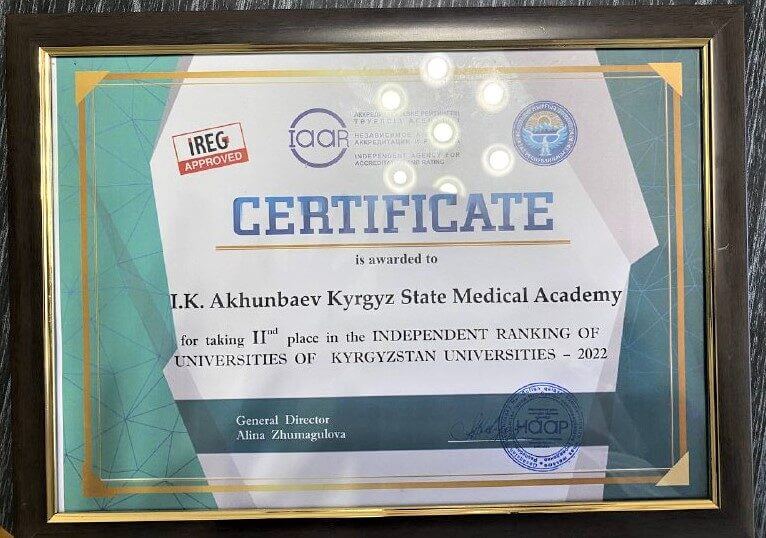 IREG
APPROVED
IAAR
INDEPENDENT AGENCY FOR
CERTIFICATE
is awarded to
I.K. Akhunbaev Kyrgyz State Medical Academy
for taking IInd place in the INDEPENDENT RANKING OF
UNIVERSITIES OF KYRGYZSTAN UNIVERSITIES – 2022
General Director
Alina Zhumagulova
НААР